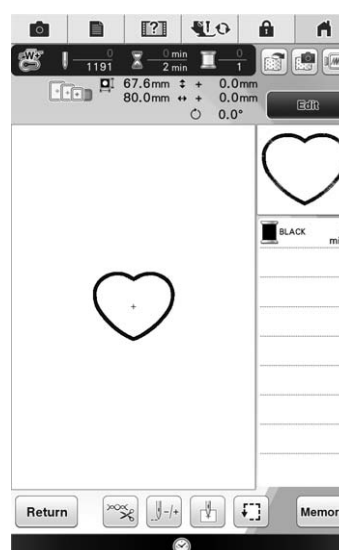 ?
W+
0
1191
0 min
2 min
0
1
67.6mm ↕ + 0.0mm
80.0mm ↔ + 0.0mm
0.0°
Edit
BLACK
mi
Return
-/+
Memor